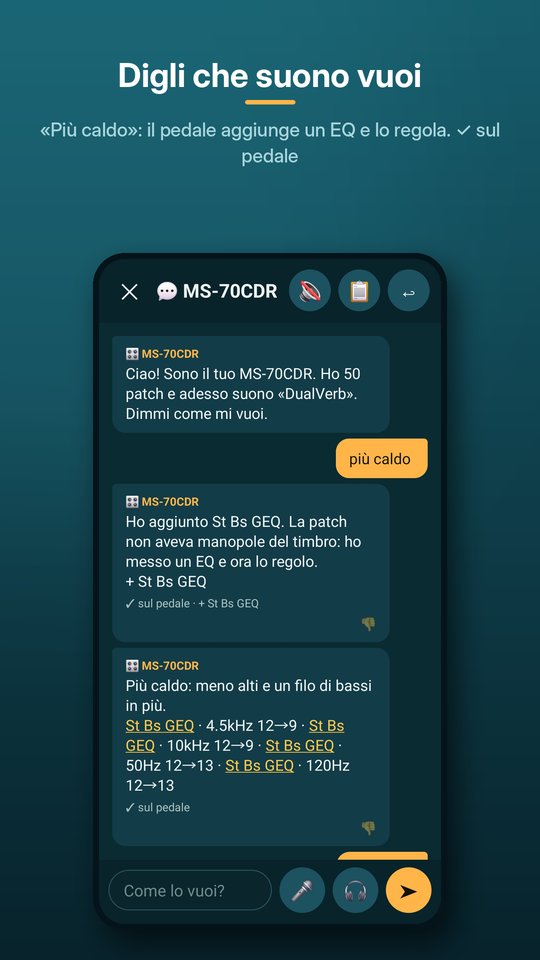 Digli che suono vuoi
«Più caldo»: il pedale aggiunge un EQ e lo regola. ✓ sul
pedale
MS-70CDR
MS-70CDR
Ciao! Sono il tuo MS-70CDR. Ho 50
patch e adesso suono «DualVerb».
Dimmi come mi vuoi.
più caldo
MS-70CDR
Ho aggiunto St Bs GEQ. La patch
non aveva manopole del timbro: ho
messo un EQ e ora lo regolo.
+ St Bs GEQ
✓ sul pedale · + St Bs GEQ
MS-70CDR
Più caldo: meno alti e un filo di bassi
in più.
St Bs GEQ · 4.5kHz 12→9 · St Bs
GEQ · 10kHz 12→9 · St Bs GEQ ·
50Hz 12→13 · St Bs GEQ · 120Hz
12→13
✓ sul pedale
Come lo vuoi?